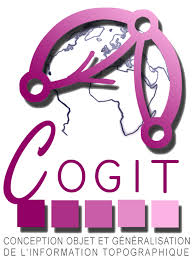 COGIT
CONCEPTION OBJET ET GÉNÉRALISATION
DE L'INFORMATION TOPOGRAPHIQUE